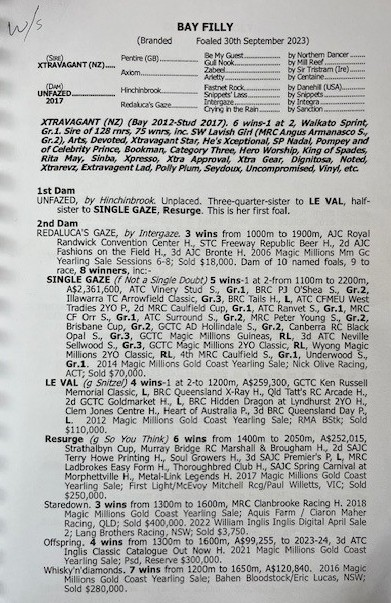 w/s
BAY FILLY
(Branded Foaled 30th September 2023)
(SIRE)
XTRAVAGANT (NZ).....
Pentire (GB)
Be My Guest
by Northern Dancer
Gull Nook
by Mill Reef
Axiom
Zabeel
by Sir Tristram (Ire)
Arletty
by Centaine
(DAM)
UNFAZED
2017
Hinchinbrook
Fastnet Rock
by Danehill (USA)
Snippets' Lass
by Snippets
Redaluca's Gaze
Intergaze
by Integra
Crying in the Rain
by Sanction
XTRAVAGANT (NZ) (Bay 2012-Stud 2017). 6 wins-1 at 2, Waikato Sprint,
Gr.1. Sire of 128 rnrs, 75 wnrs, inc. SW Lavish Girl (MRC Angus Armanasco S.,
Gr.2), Arts, Devoted, Xtravagant Star, He's Xceptional, SP Nadal, Pompey and
of Celebrity Prince, Bookman, Category Three, Hero Worship, King of Spades,
Rita May, Sinba, Xpresso, Xtra Approval, Xtra Gear, Dignitosa, Noted,
Xtrarevz, Extravagent Lad, Polly Plum, Seydoux, Uncompromised, Vinyl, etc.
1st Dam
UNFAZED, by Hinchinbrook. Unplaced. Three-quarter-sister to LE VAL, half-
sister to SINGLE GAZE, Resurge. This is her first foal.
2nd Dam
REDALUCA'S GAZE, by Intergaze. 3 wins from 1000m to 1900m, AJC Royal
Randwick Convention Center H., STC Freeway Republic Beer H., 2d AJC
Fashions on the Field H., 3d AJC Bronte H. 2006 Magic Millions Mm Gc
Yearling Sale Sessions 6-8; Sold $18,000. Dam of 10 named foals, 9 to
race, 8 winners, inc:-
SINGLE GAZE (f Not a Single Doubt) 5 wins-1 at 2-from 1100m to 2000m,
A$2,361,600, ATC Vinery Stud S., Gr.1, BRC PJ O'Shea S., Gr.2,
Illawarra TC Arrowfield Classic, Gr.3, BRC Tails H., L, ATC CFMEU West
Tradies 2YO P., 2d MRC Caulfield Cup, Gr.1, ATC Ranvet S., Gr.1, MRC
CF Orr S., Gr.1, ATC Surround S., Gr.2, MRC Peter Young S., Gr.2,
Brisbane Cup, Gr.2, GCTC AD Hollindale S., Gr.2, Canberra RC Black
Opal S., Gr.3, GCTC Magic Millions Guineas, RL, 3d ATC Neville
Sellwood S., Gr.3, GCTC Magic Millions 2YO Classic, RL, Wyong Magic
Millions 2YO Classic, RL, 4th MRC Caulfield S., Gr.1, Underwood S.,
Gr.1. 2014 Magic Millions Gold Coast Yearling Sale; Nick Olive Racing,
ACT; Sold $70,000.
LE VAL (g Snitzel) 4 wins-1 at 2-to 1200m, A$259,300, GCTC Ken Russell
Memorial Classic, L, BRC Queensland X-Ray H., Qld Tatt's RC Arcade H.,
2d GCTC Goldmarket H., L, BRC Hidden Dragon at Lyndhurst 2YO H.,
Clem Jones Centre H., Heart of Australia P., 3d BRC Queensland Day P.,
L. 2012 Magic Millions Gold Coast Yearling Sale; RMA BStk; Sold
$110,000.
Resurge (g So You Think) 6 wins from 1400m to 2050m, A$252,015,
Strathalbyn Cup, Murray Bridge RC Marshall & Brougham H., 2d SAJC
Terry Howe Printing H., Soul Growers H., 3d SAJC Premier's P., L, MRC
Ladbrokes Easy Form H., Thoroughbred Club H., SAJC Spring Carnival at
Morphettville H., Metal-Link Legends H. 2017 Magic Millions Gold Coast
Yearling Sale; First Light/McEvoy Mitchell Rcg/Paul Willetts, VIC; Sold
$250,000.
Staredown. 3 wins from 1300m to 1600m, MRC Clanbrooke Racing H. 2018
Magic Millions Gold Coast Yearling Sale; Aquis Farm / Ciaron Maher
Racing, QLD; Sold $400,000. 2022 William Inglis Inglis Digital April Sale
2; Lang Brothers Racing, NSW; Sold $3,750.
Offspring. 4 wins from 1300m to 1600m, A$99,255, to 2023-24, 3d ATC
Inglis Classic Catalogue Out Now H. 2021 Magic Millions Gold Coast
Yearling Sale; Psd, Reserve $300,000.
Whisky'n'diamonds. 7 wins from 1200m to 1650m, A$120,840. 2016 Magic
Millions Gold Coast Yearling Sale; Bahen Bloodstock/Eric Lucas, NSW;
Sold $280,000.